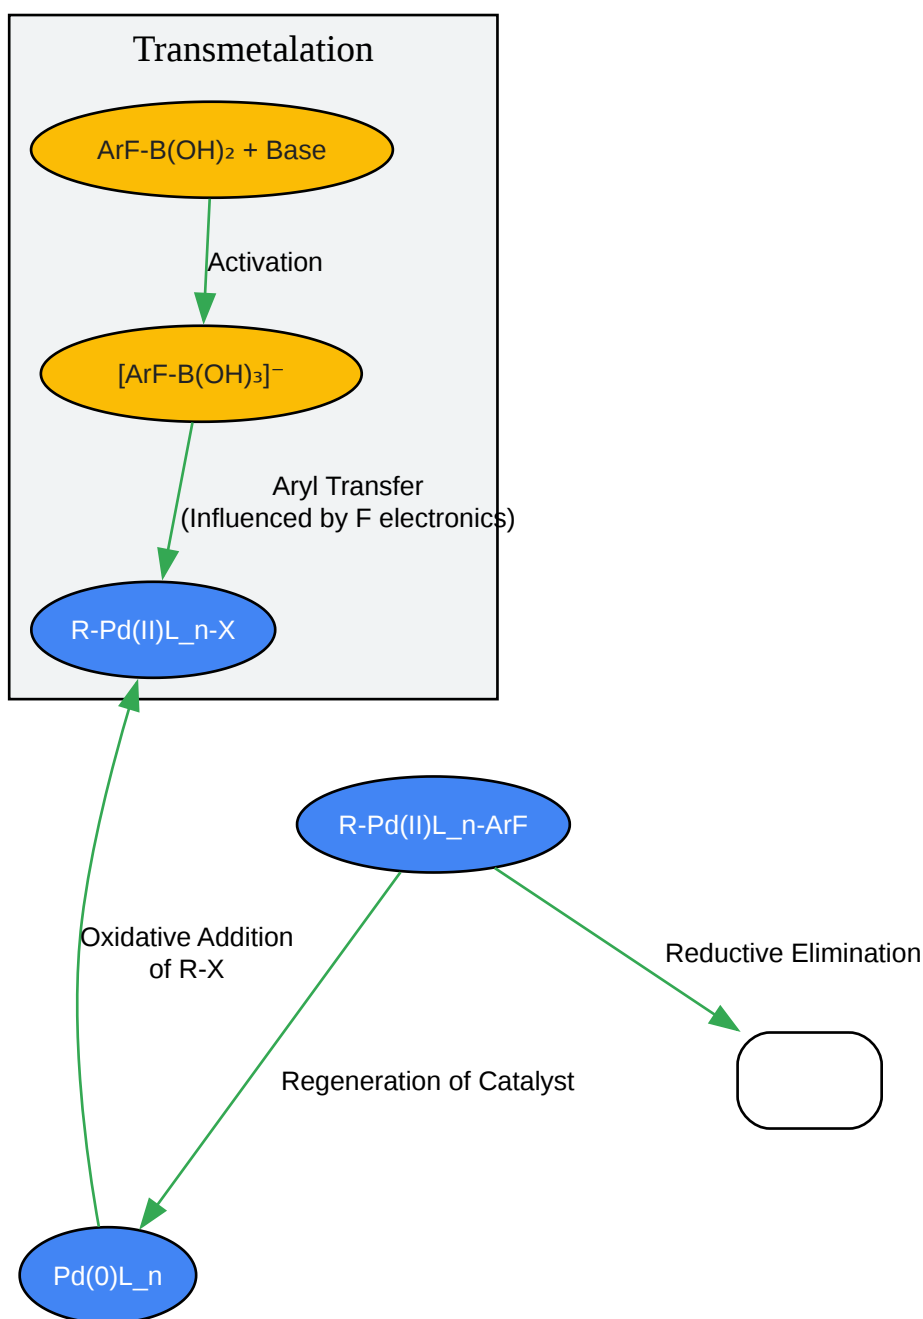 Transmetalation
ArF-B(OH)₂ + Base
Activation
[ArF-B(OH)₃]⁻
Aryl Transfer
(Influenced by F electronics)
R-Pd(II)L_n-X
R-Pd(II)L_n-ArF
Oxidative Addition
of R-X
Reductive Elimination
Regeneration of Catalyst
Pd(0)L_n